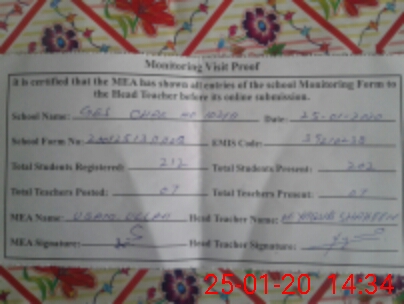 Monitoring Visit Proof
it is certified that the MEA has shown all entries of the school Monitoring Form to
the Head Teacher before its online submission.
School Name: GBS Date: 25-01-2020
School Form No: EMIS Code:
Total Students Registered: 212 Total Students Present: 202
Total Teachers Posted: 07 Total Teachers Present: 07
MEA Name: Head Teacher Name:
MEA Signature: Head Teacher Signature:
25-01-20 14:34